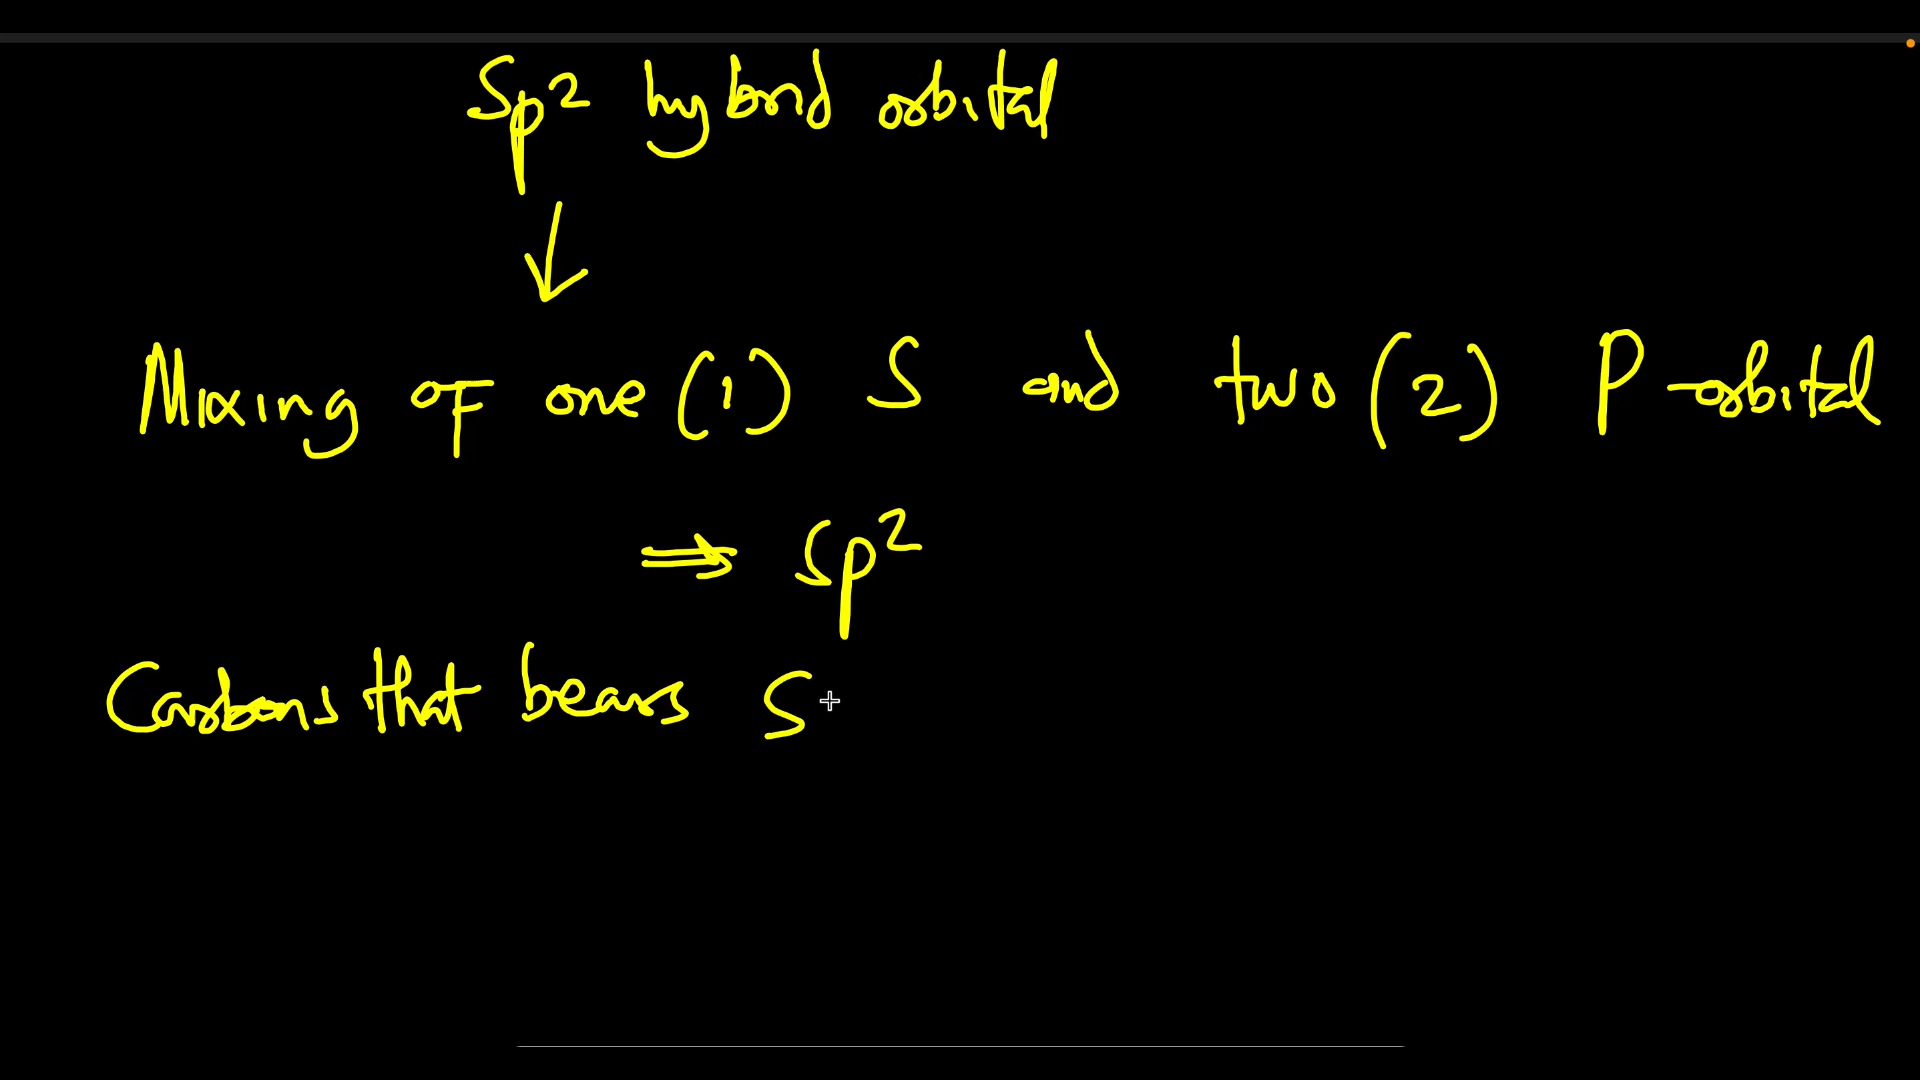 Sp² hybrid orbital
Mixing of one (1) S and two (2) P-orbital
⇒ Sp²
Carbons that bears S